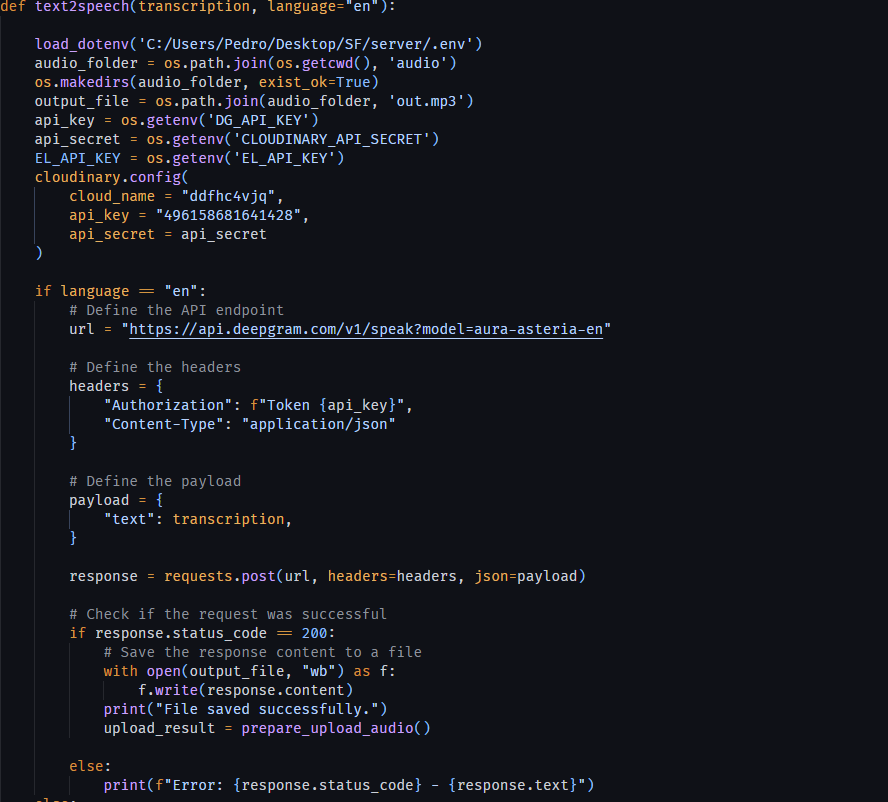 def text2speech(transcription, language="en"):
load_dotenv('C:/Users/Pedro/Desktop/SF/server/.env')
audio_folder = os.path.join(os.getcwd(), 'audio')
os.makedirs(audio_folder, exist_ok=True)
output_file = os.path.join(audio_folder, 'out.mp3')
api_key = os.getenv('DG_API_KEY')
api_secret = os.getenv('CLOUDINARY_API_SECRET')
EL_API_KEY = os.getenv('EL_API_KEY')
cloudinary.config(
cloud_name = "ddfhc4vjq",
api_key = "496158681641428",
api_secret = api_secret
)
if language == "en":
# Define the API endpoint
url = "https://api.deepgram.com/v1/speak?model=aura-asteria-en"
# Define the headers
headers = {
"Authorization": f"Token {api_key}",
"Content-Type": "application/json"
}
# Define the payload
payload = {
"text": transcription,
}
response = requests.post(url, headers=headers, json=payload)
# Check if the request was successful
if response.status_code == 200:
# Save the response content to a file
with open(output_file, "wb") as f:
f.write(response.content)
print("File saved successfully.")
upload_result = prepare_upload_audio()
else:
print(f"Error: {response.status_code} - {response.text}")
else: